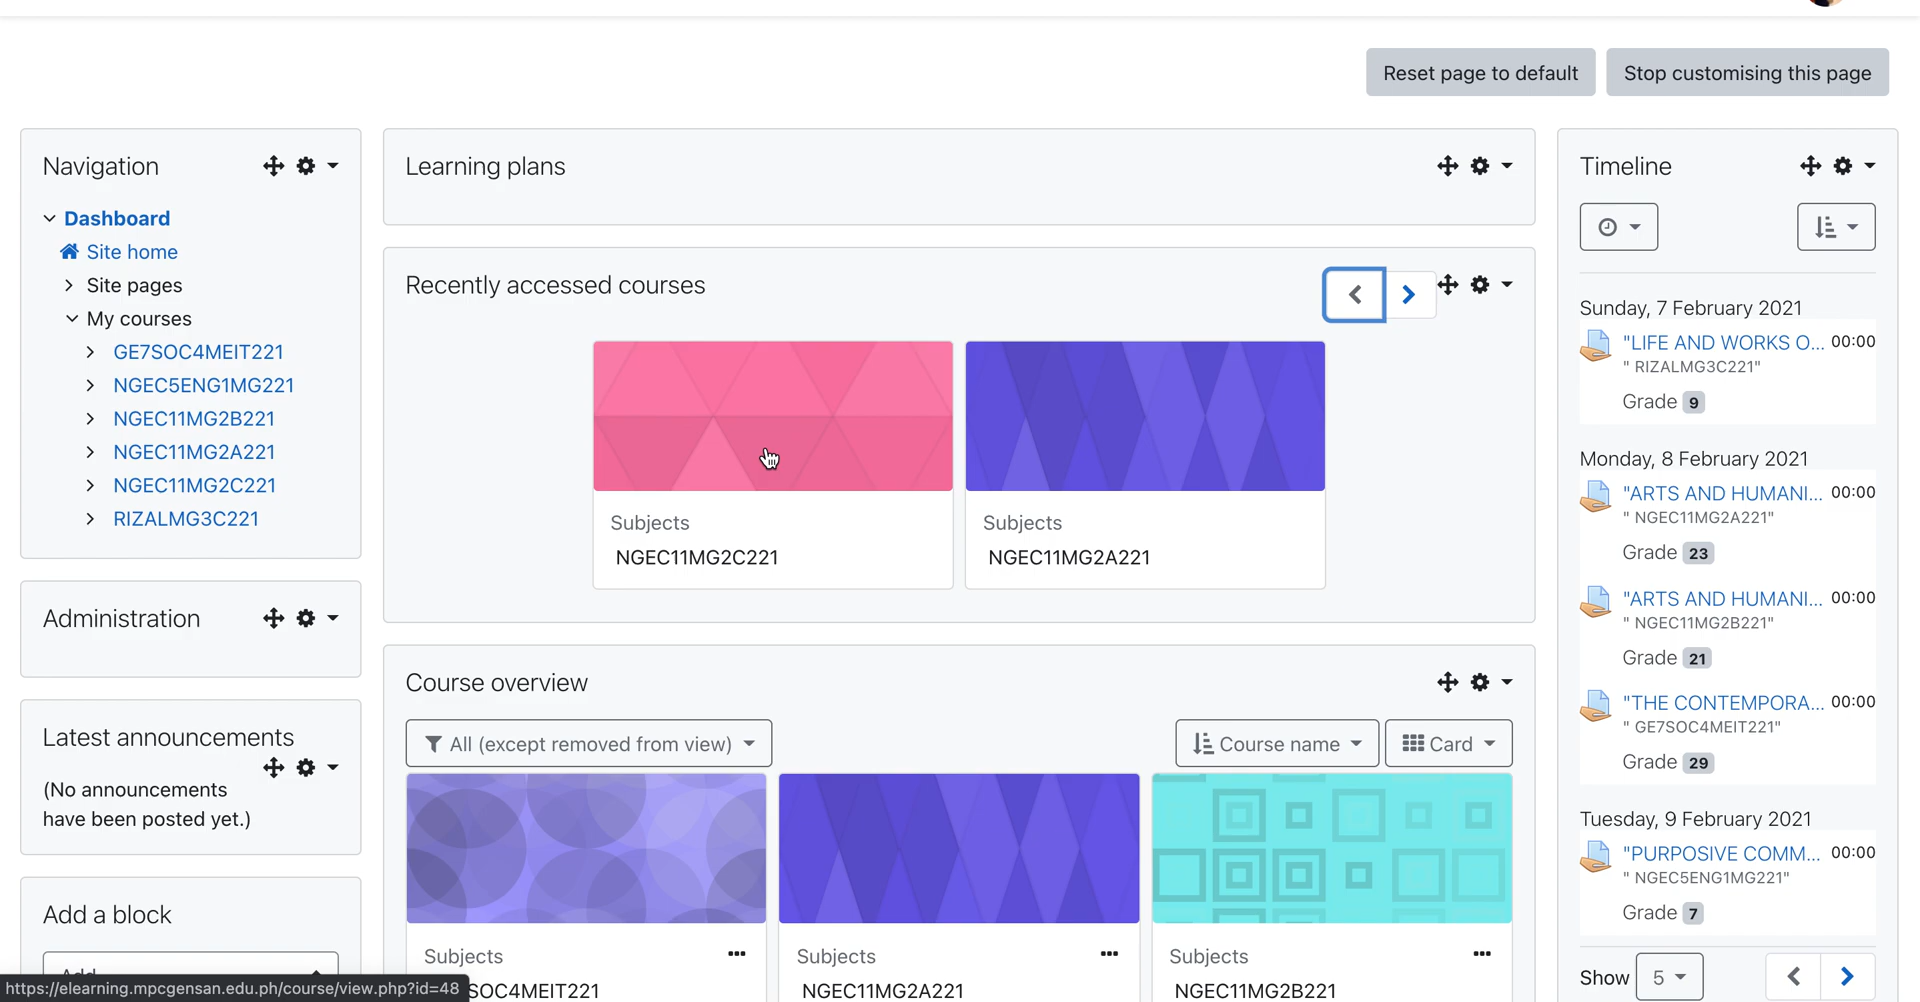 Reset page to default
Stop customising this page
Navigation
Dashboard
Site home
Site pages
My courses
GE7SOC4MEIT221
NGEC5ENG1MG221
NGEC11MG2B221
NGEC11MG2A221
NGEC11MG2C221
RIZALMG3C221
Administration
Latest announcements
(No announcements
have been posted yet.)
Add a block
https://elearning.mpcgensan.edu.ph/course/view.php?id=48
Learning plans
Recently accessed courses
Subjects
NGEC11MG2C221
Subjects
NGEC11MG2A221
Course overview
All (except removed from view)
Course name
Card
Subjects
SOC4MEIT221
Subjects
NGEC11MG2A221
Subjects
NGEC11MG2B221
Timeline
Sunday, 7 February 2021
"LIFE AND WORKS O... 00:00
" RIZALMG3C221"
Grade 9
Monday, 8 February 2021
"ARTS AND HUMANI... 00:00
" NGEC11MG2A221"
Grade 23
"ARTS AND HUMANI... 00:00
" NGEC11MG2B221"
Grade 21
"THE CONTEMPORA... 00:00
" GE7SOC4MEIT221"
Grade 29
Tuesday, 9 February 2021
"PURPOSIVE COMM... 00:00
" NGEC5ENG1MG221"
Grade 7
Show 5